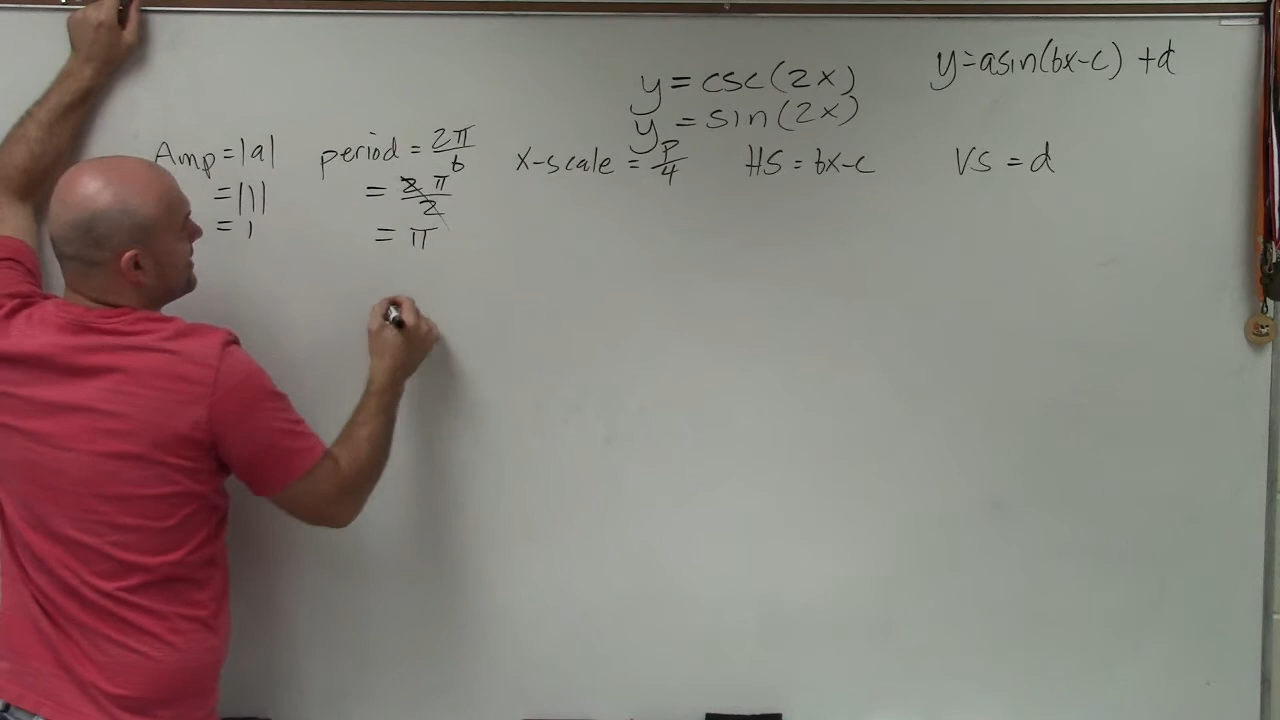 y = csc(2x)
y = asin(bx-c) + d
y = sin(2x)
Amp = |a|
= |1|
= 1
period = 2π/b
= 2π/2
= π
x-scale = P/4
HS = bx-c
VS = d